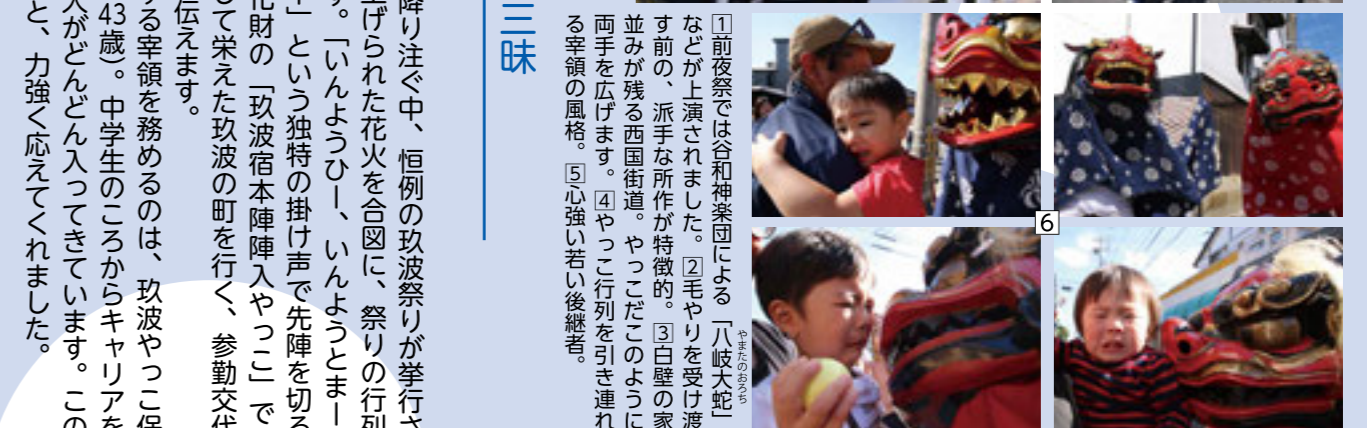 三昧
1前夜祭では谷和神楽団による「八岐大蛇」
やまたのおろち
などが上演されました。2毛やりを受け渡
す前の、派手な所作が特徴的。3白壁の家
並みが残る西国街道。やっこだこのように
両手を広げます。4やっこ行列を引き連れ
る宰領の風格。5心強い若い後継者。
6
降り注ぐ中、恒例の玖波祭りが挙行さ
上げられた花火を合図に、祭りの行列
す。「いんようひー、いんようとまー
」という独特の掛け声で先陣を切る
化財の「玖波宿本陣陣入やっこ」で
して栄えた玖波の町を行く、参勤交代
伝えます。
する宰領を務めるのは、玖波やっこ保
43歳)。中学生のころからキャリアを
人がどんどん入ってきています。この
と、力強く応えてくれました。